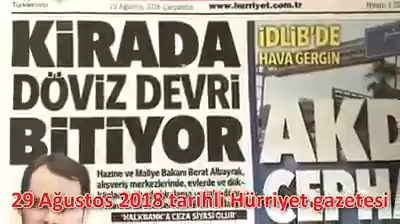 29 Ağustos 2018 Çarşamba
www.hurriyet.com.tr
KİRADA
DÖVİZ DEVRİ
BİTİYOR
Hazine ve Maliye Bakanı Berat Albayrak,
alışveriş merkezlerinde, evlerde ve dük-
'HALKBANK'A CEZA SİYASİ OLUR'
İDLİB'DE
HAVA GERGİN
AKD
CEPHA
29 Ağustos 2018 tarihli Hürriyet gazetesi